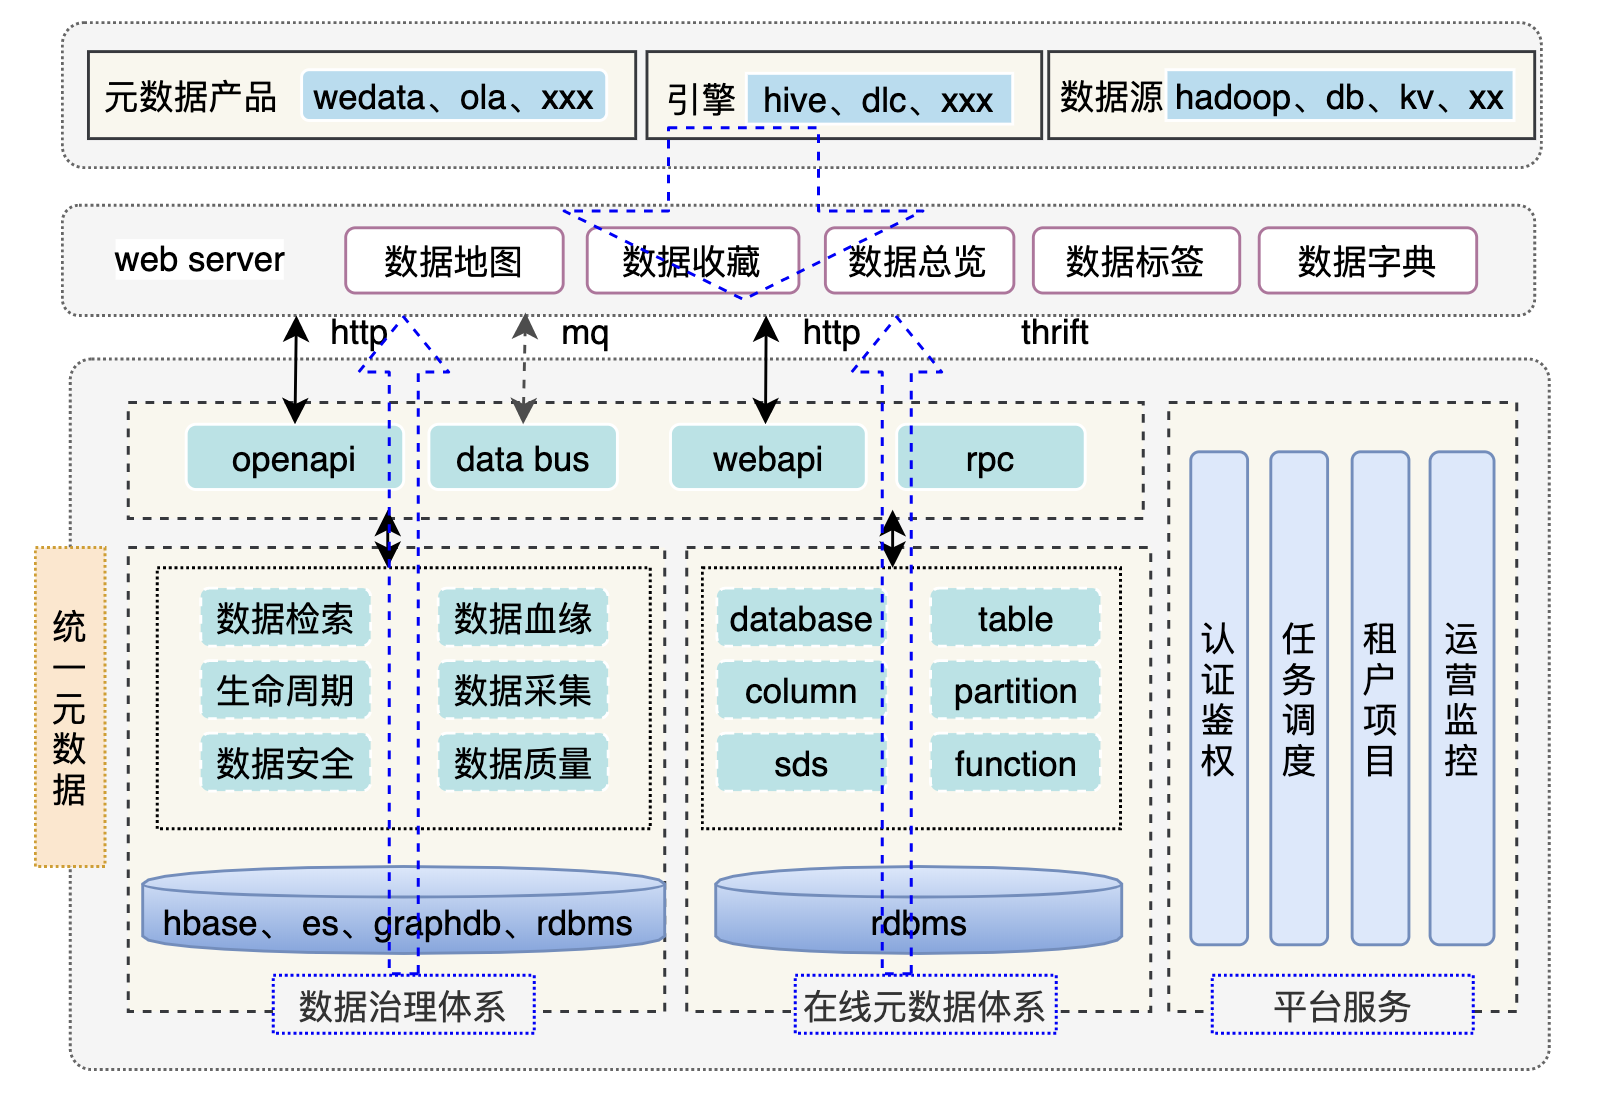 元数据产品
wedata、ola、xxx
引擎
hive、dlc、xxx
数据源
hadoop、db、kv、xx
web server
数据地图
数据收藏
数据总览
数据标签
数据字典
http
mq
http
thrift
openapi
data bus
webapi
rpc
统一元数据
数据检索
数据血缘
生命周期
数据采集
数据安全
数据质量
hbase、 es、graphdb、rdbms
数据治理体系
database
table
column
partition
sds
function
rdbms
在线元数据体系
认证鉴权
任务调度
租户项目
运营监控
平台服务